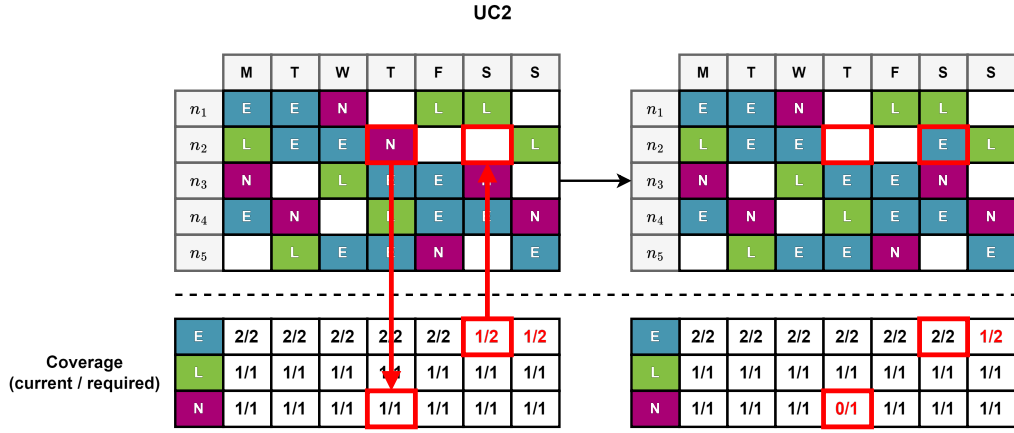 UC2
M T W T F S S M T W T F S S
n₁ E E N L L n₁ E E N L L
n₂ L E E N L n₂ L E E E L
n₃ N L E E n₃ N L E E N
n₄ E N E E N n₄ E N L E E N
n₅ L E E N E n₅ L E E N E
E 2/2 2/2 2/2 2/2 2/2 1/2 1/2 E 2/2 2/2 2/2 2/2 2/2 2/2 1/2
Coverage
(current / required)
L 1/1 1/1 1/1 1/1 1/1 1/1 1/1 L 1/1 1/1 1/1 1/1 1/1 1/1 1/1
N 1/1 1/1 1/1 1/1 1/1 1/1 1/1 N 1/1 1/1 1/1 0/1 1/1 1/1 1/1